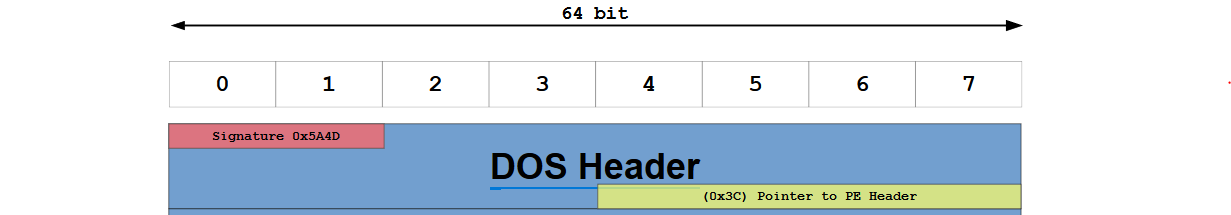 64 bit
0 1 2 3 4 5 6 7
Signature 0x5A4D
DOS Header
(0x3C) Pointer to PE Header